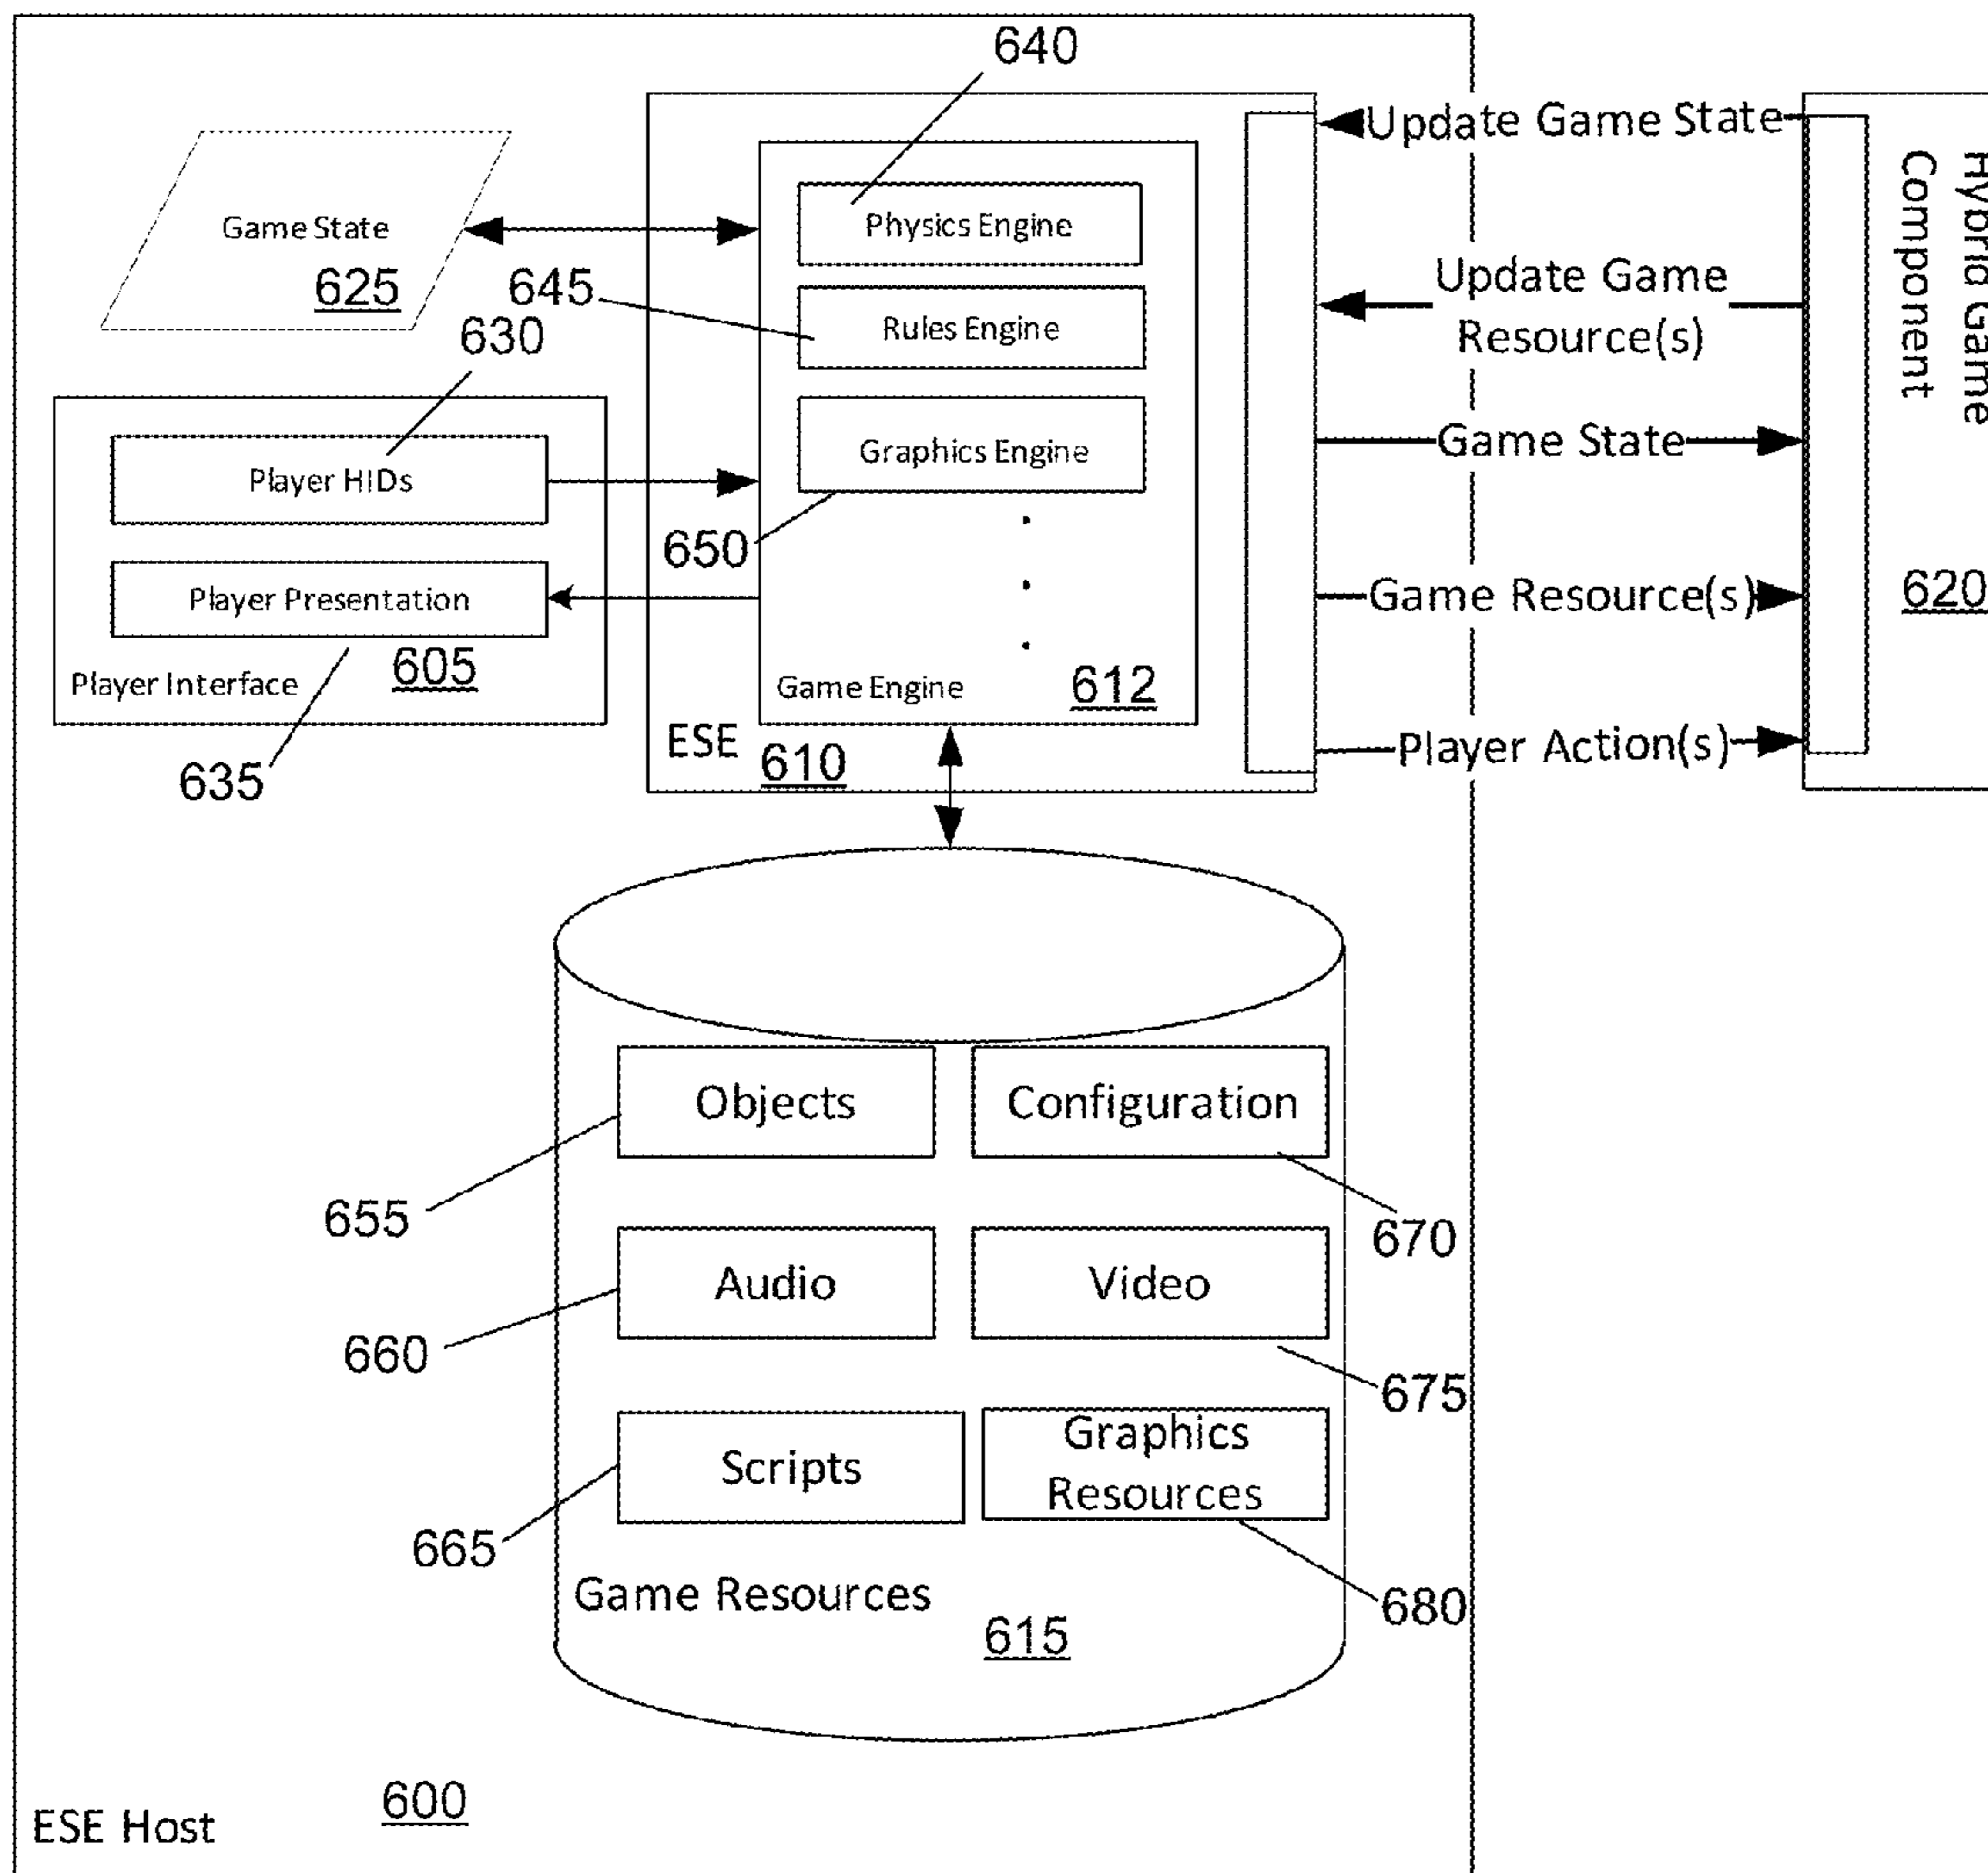 640
Update Game State
Hybrid Game
Component
Physics Engine
Game State
625
645
Update Game
Resource(s)
Rules Engine
630
Game State
Graphics Engine
Player HIDs
650
Game Resource(s)
620
Player Presentation
605
Player Interface
Game Engine
612
635
ESE
610
Player Action(s)
Objects
Configuration
655
670
Audio
Video
660
675
Scripts
Graphics
Resources
665
680
Game Resources
615
600
ESE Host